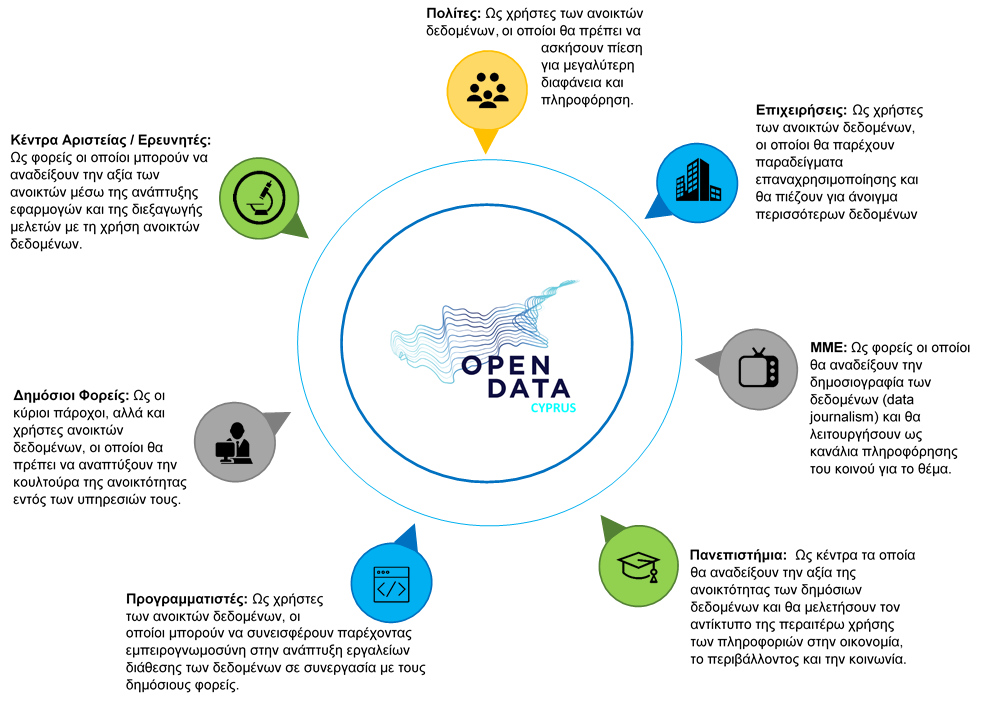 Πολίτες: Ως χρήστες των ανοικτών
δεδομένων, οι οποίοι θα πρέπει να
ασκήσουν πίεση
για μεγαλύτερη
διαφάνεια και
πληροφόρηση.
Επιχειρήσεις: Ως χρήστες
των ανοικτών δεδομένων,
οι οποίοι θα παρέχουν
παραδείγματα
επαναχρησιμοποίησης και
θα πιέζουν για άνοιγμα
περισσότερων δεδομένων
ΜΜΕ: Ως φορείς οι οποίοι
θα αναδείξουν την
δημοσιογραφία των
δεδομένων (data
journalism) και θα
λειτουργήσουν ως
κανάλια πληροφόρησης
του κοινού για το θέμα.
Πανεπιστήμια: Ως κέντρα τα οποία
θα αναδείξουν την αξία της
ανοικτότητας των δημόσιων
δεδομένων και θα μελετήσουν τον
αντίκτυπο της περαιτέρω χρήσης
των πληροφοριών στην οικονομία,
το περιβάλλοντος και την κοινωνία.
Προγραμματιστές: Ως χρήστες
των ανοικτών δεδομένων, οι
οποίοι μπορούν να συνεισφέρουν παρέχοντας
εμπειρογνωμοσύνη στην ανάπτυξη εργαλείων
διάθεσης των δεδομένων σε συνεργασία με τους
δημόσιους φορείς.
Δημόσιοι Φορείς: Ως οι
κύριοι πάροχοι, αλλά και
χρήστες ανοικτών
δεδομένων, οι οποίοι θα
πρέπει να αναπτύξουν την
κουλτούρα της ανοικτότητας
εντός των υπηρεσιών τους.
Κέντρα Αριστείας / Ερευνητές:
Ως φορείς οι οποίοι μπορούν να
αναδείξουν την αξία των
ανοικτών μέσω της ανάπτυξης
εφαρμογών και της διεξαγωγής
μελετών με τη χρήση ανοικτών
δεδομένων.
OPEN
DATA
CYPRUS